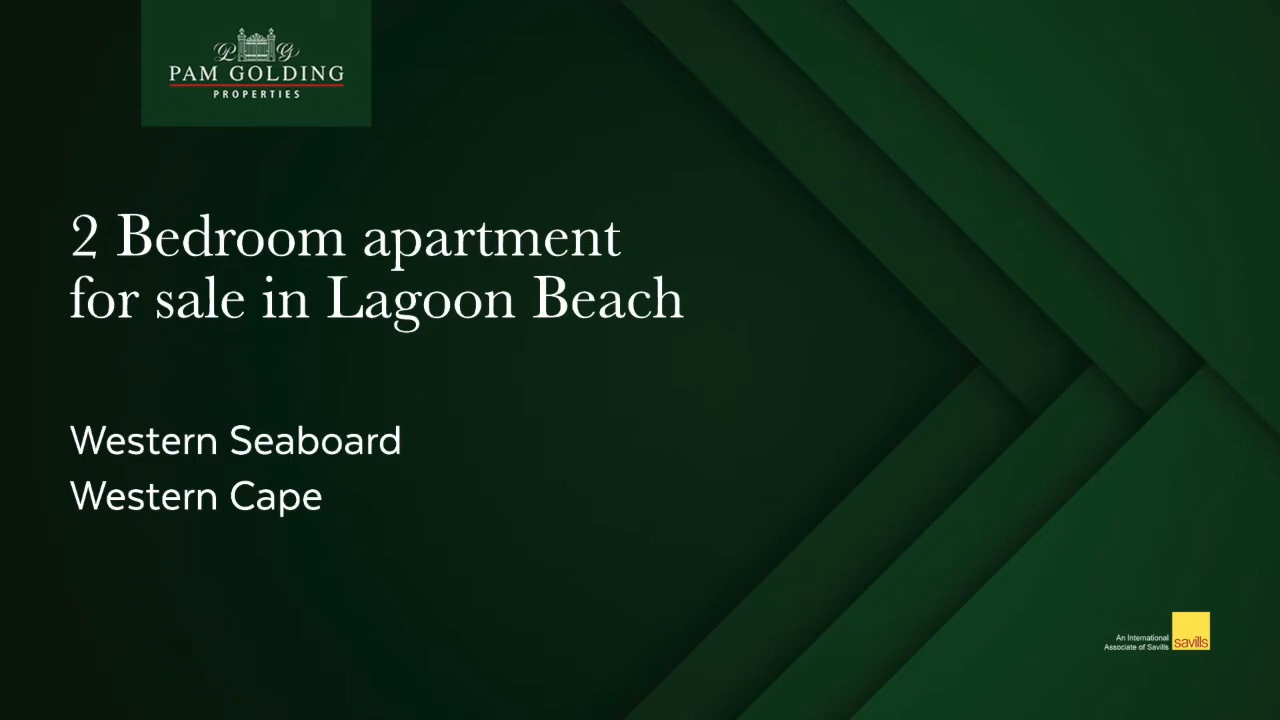 P G
PAM GOLDING
PROPERTIES
2 Bedroom apartment
for sale in Lagoon Beach
Western Seaboard
Western Cape
An International
Associate of Savills
savills